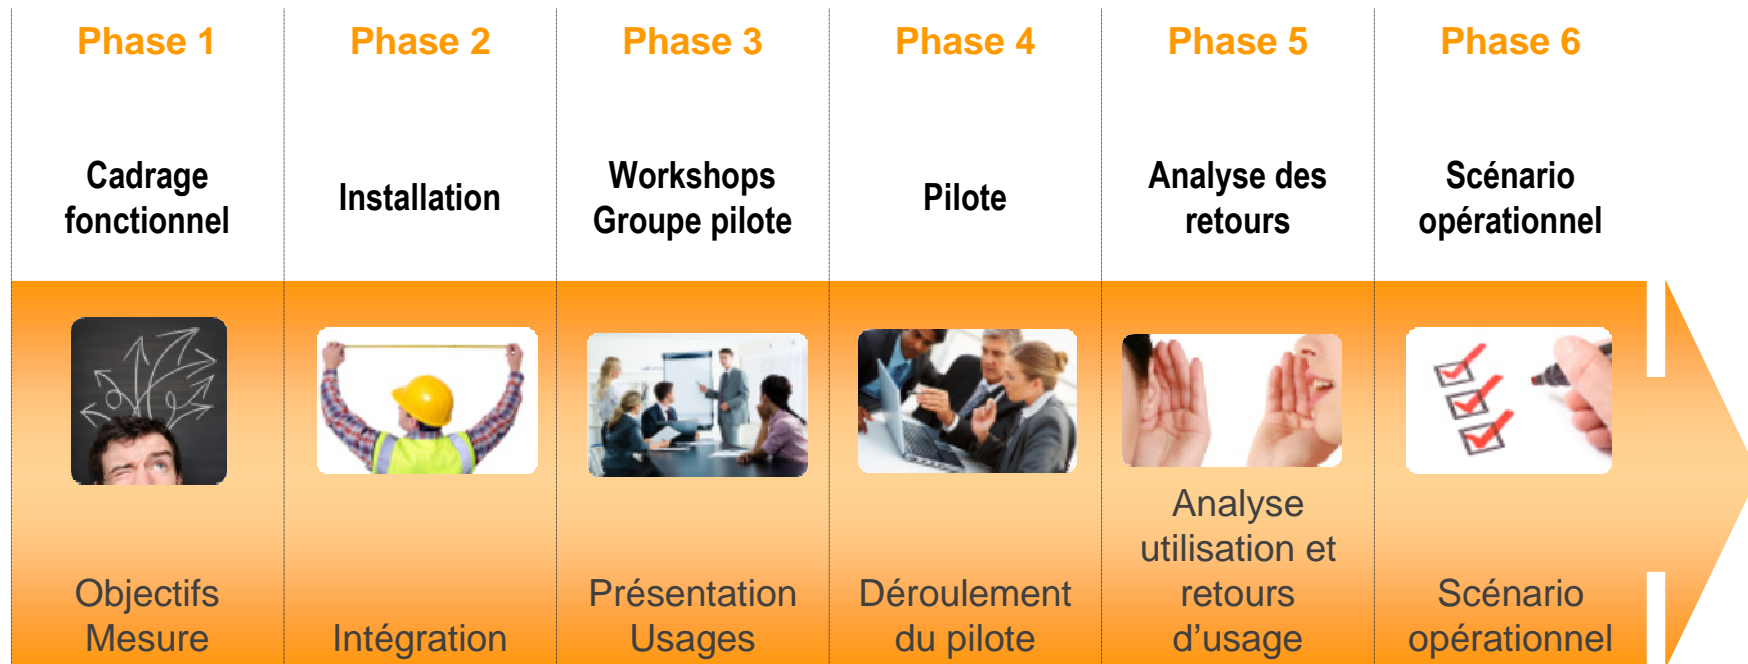 Phase 1
Phase 2
Phase 3
Phase 4
Phase 5
Phase 6
Cadrage
fonctionnel
Installation
Workshops
Groupe pilote
Pilote
Analyse des
retours
Scénario
opérationnel
Objectifs
Mesure
Intégration
Présentation
Usages
Déroulement
du pilote
Analyse
utilisation et
retours
d’usage
Scénario
opérationnel